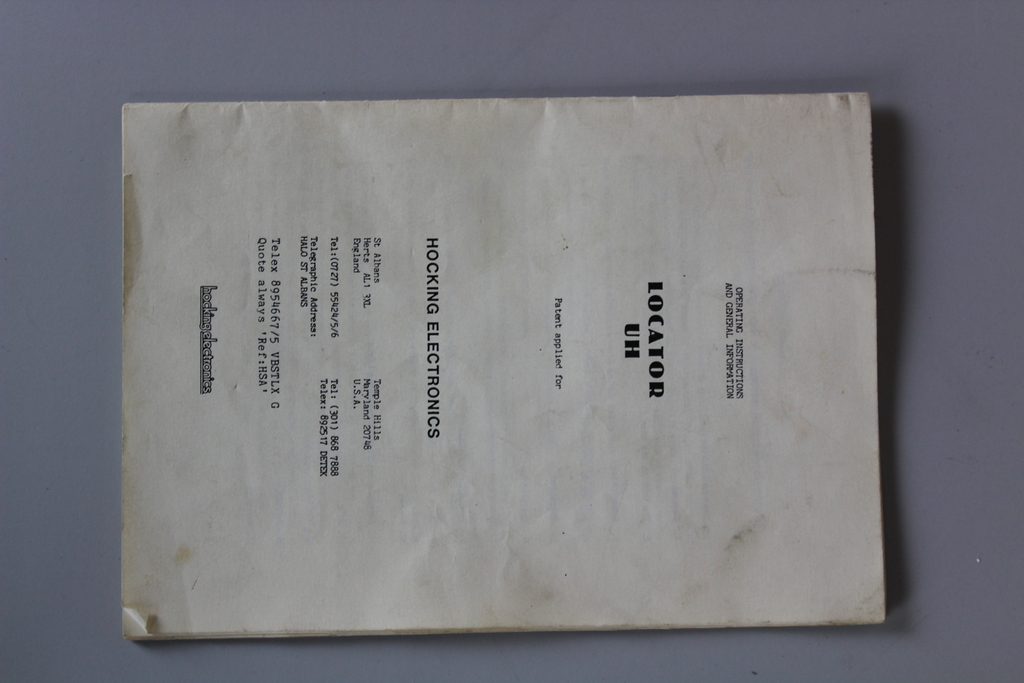 OPERATING INSTRUCTIONS
AND GENERAL INFORMATION
LOCATOR
UH
Patent applied for
HOCKING ELECTRONICS
St Albans
Herts AL1 3XL
England
Tel:(0727) 55424/5/6
Telegraphic Address:
HALO ST ALBANS
Temple Hills
Maryland 20748
U.S.A.
Tel: (301) 868 7888
Telex: 892517 DETEK
Telex 8954667/5 VBSTLX G
Quote always 'Ref:HSA'
hocking electronics